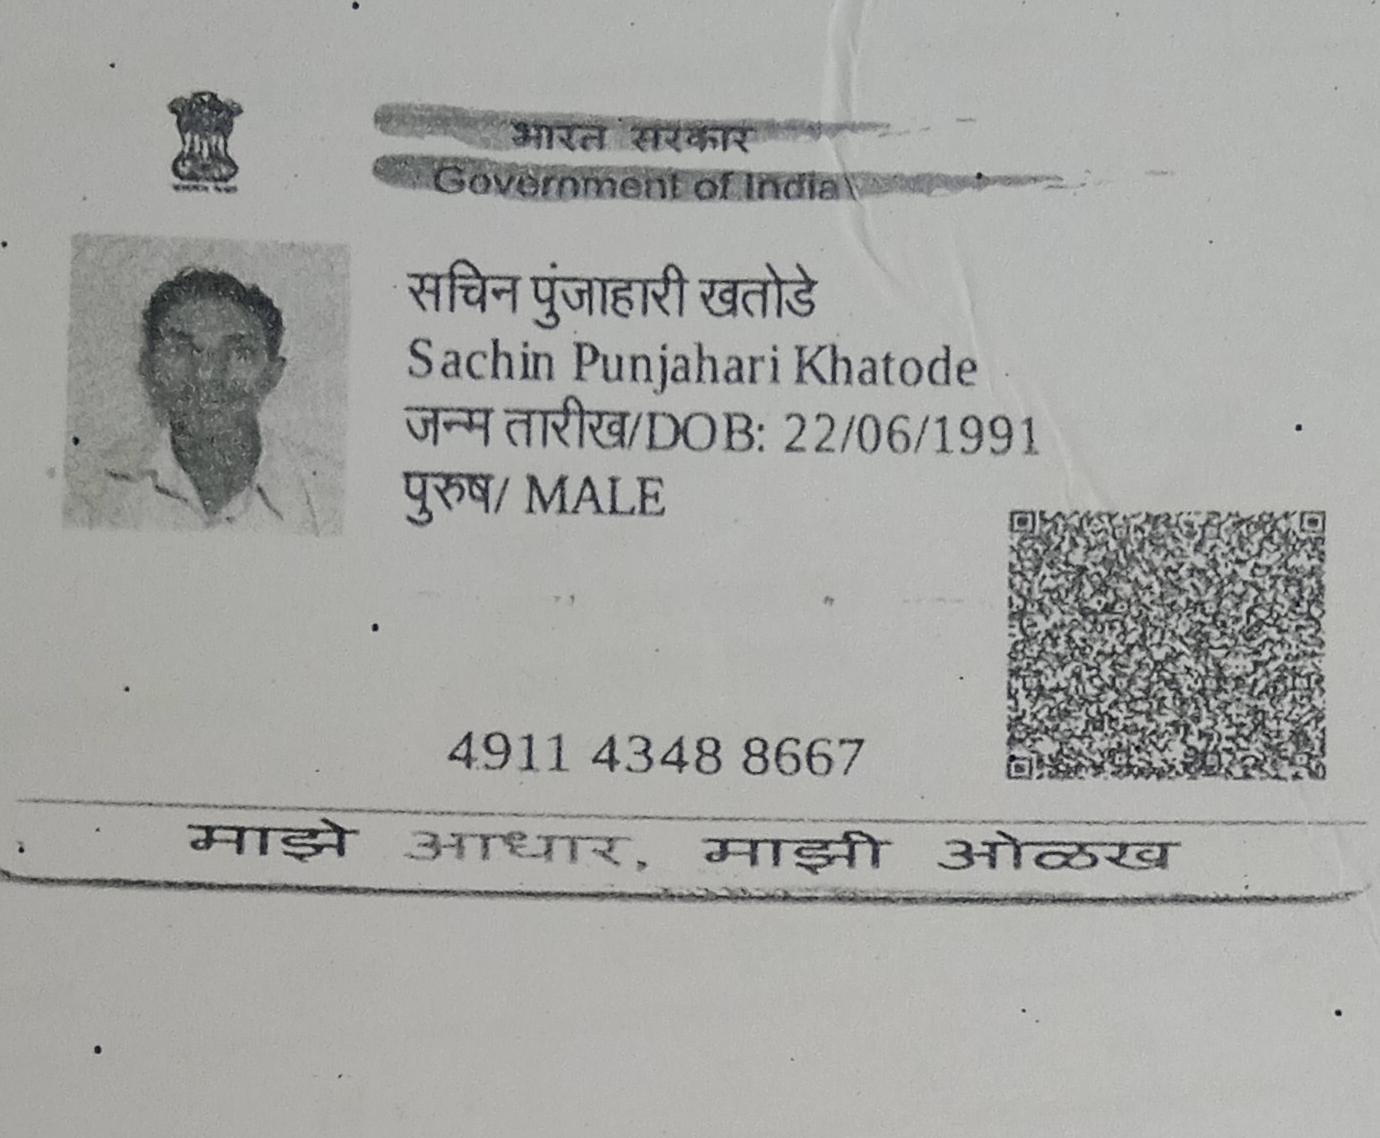 भारत सरकार
Government of India
सचिन पुंजाहारी खतोडे
Sachin Punjahari Khatode
जन्म तारीख/DOB: 22/06/1991
पुरुष/ MALE
4911 4348 8667
माझे आधार, माझी ओळख